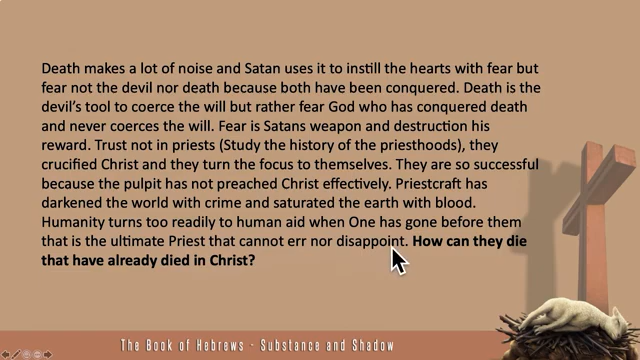 Death makes a lot of noise and Satan uses it to instill the hearts with fear but
fear not the devil nor death because both have been conquered. Death is the
devil's tool to coerce the will but rather fear God who has conquered death
and never coerces the will. Fear is Satans weapon and destruction his
reward. Trust not in priests (Study the history of the priesthoods), they
crucified Christ and they turn the focus to themselves. They are so successful
because the pulpit has not preached Christ effectively. Priestcraft has
darkened the world with crime and saturated the earth with blood.
Humanity turns too readily to human aid when One has gone before them
that is the ultimate Priest that cannot err nor disappoint. How can they die
that have already died in Christ?
The Book of Hebrews - Substance and Shadow